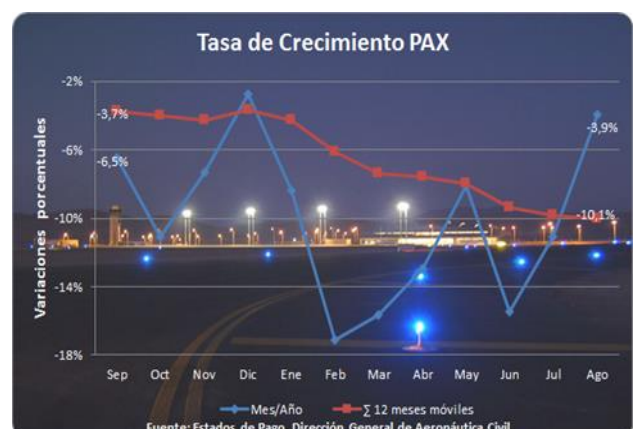 Tasa de Crecimiento PAX
Variaciones porcentuales
-2%
-6%
-10%
-14%
-18%
-3,7%
-6,5%
-3,9%
-10,1%
Sep Oct Nov Dic Ene Feb Mar Abr May Jun Jul Ago
Mes/Año ∑ 12 meses móviles
Fuente: Estados de Pago, Dirección General de Aeronáutica Civil